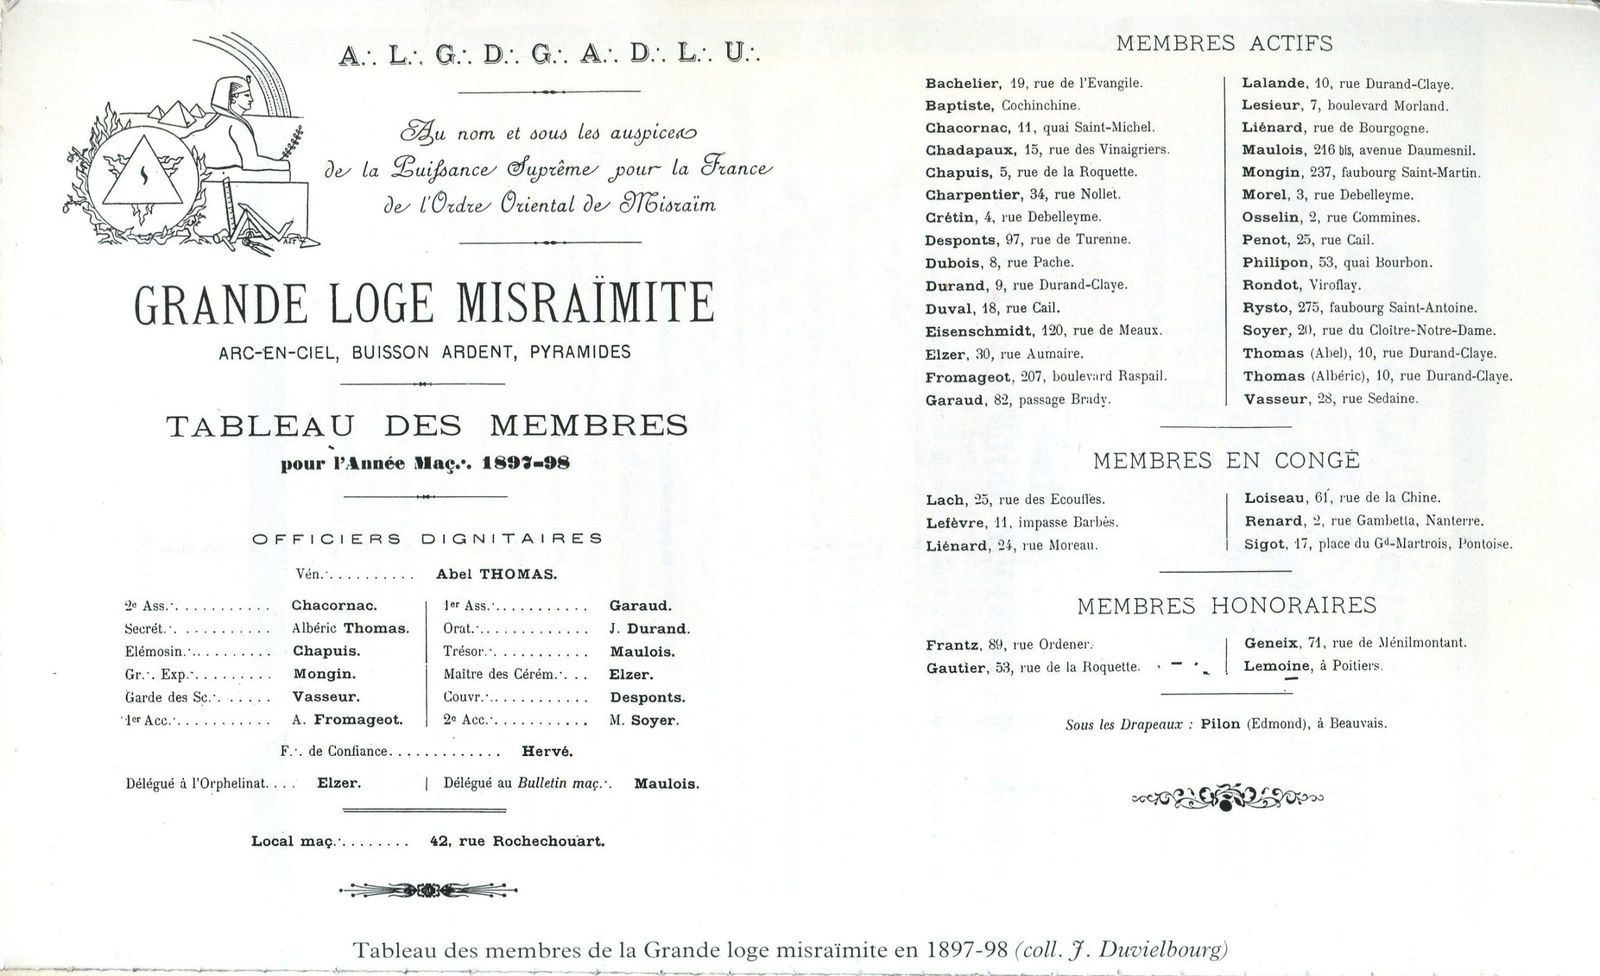 A∴ L∴ G∴ D∴ G∴ A∴ D∴ L∴ U∴
Au nom et sous les auspices
de la Puissance Suprême pour la France
de l'Ordre Oriental de Misraïm
GRANDE LOGE MISRAÏMITE
ARC-EN-CIEL, BUISSON ARDENT, PYRAMIDES
TABLEAU DES MEMBRES
pour l'Année Maç∴ 1897-98
OFFICIERS DIGNITAIRES
Vén∴.......... Abel THOMAS.
2e Ass∴........... Chacornac.
Secrét∴........... Albéric Thomas.
Elémosin∴......... Chapuis.
Gr∴ Exp∴......... Mongin.
Garde des Sc∴...... Vasseur.
1er Acc∴........... A. Fromageot.
1er Ass∴........... Garaud.
Orat∴............. J. Durand.
Trésor∴........... Maulois.
Maître des Cérém∴... Elzer.
Couvr∴............ Desponts.
2e Acc∴........... M. Soyer.
F∴ de Confiance............ Hervé.
Délégué à l'Orphelinat.... Elzer. | Délégué au Bulletin maç∴ Maulois.
Local maç∴........ 42, rue Rochechouart.
MEMBRES ACTIFS
Bachelier, 19, rue de l'Evangile.
Baptiste, Cochinchine.
Chacornac, 11, quai Saint-Michel.
Chadapaux, 15, rue des Vinaigriers.
Chapuis, 5, rue de la Roquette.
Charpentier, 34, rue Nollet.
Crétin, 4, rue Debelleyme.
Desponts, 97, rue de Turenne.
Dubois, 8, rue Pache.
Durand, 9, rue Durand-Claye.
Duval, 18, rue Cail.
Eisenschmidt, 120, rue de Meaux.
Elzer, 30, rue Aumaire.
Fromageot, 207, boulevard Raspail.
Garaud, 82, passage Brady.
Lalande, 10, rue Durand-Claye.
Lesieur, 7, boulevard Morland.
Liénard, rue de Bourgogne.
Maulois, 216 bis, avenue Daumesnil.
Mongin, 237, faubourg Saint-Martin.
Morel, 3, rue Debelleyme.
Osselin, 2, rue Commines.
Penot, 25, rue Cail.
Philipon, 53, quai Bourbon.
Rondot, Viroflay.
Rysto, 275, faubourg Saint-Antoine.
Soyer, 20, rue du Cloître-Notre-Dame.
Thomas (Abel), 10, rue Durand-Claye.
Thomas (Albéric), 10, rue Durand-Claye.
Vasseur, 28, rue Sedaine.
MEMBRES EN CONGÉ
Lach, 25, rue des Ecouffes.
Lefèvre, 11, impasse Barbès.
Liénard, 24, rue Moreau.
Loiseau, 61, rue de la Chine.
Renard, 2, rue Gambetta, Nanterre.
Sigot, 17, place du Gd-Martrois, Pontoise.
MEMBRES HONORAIRES
Frantz, 89, rue Ordener.
Gautier, 53, rue de la Roquette.
Geneix, 71, rue de Ménilmontant.
Lemoine, à Poitiers.
Sous les Drapeaux : Pilon (Edmond), à Beauvais.
Tableau des membres de la Grande loge misraïmite en 1897-98 (coll. J. Duvielbourg)